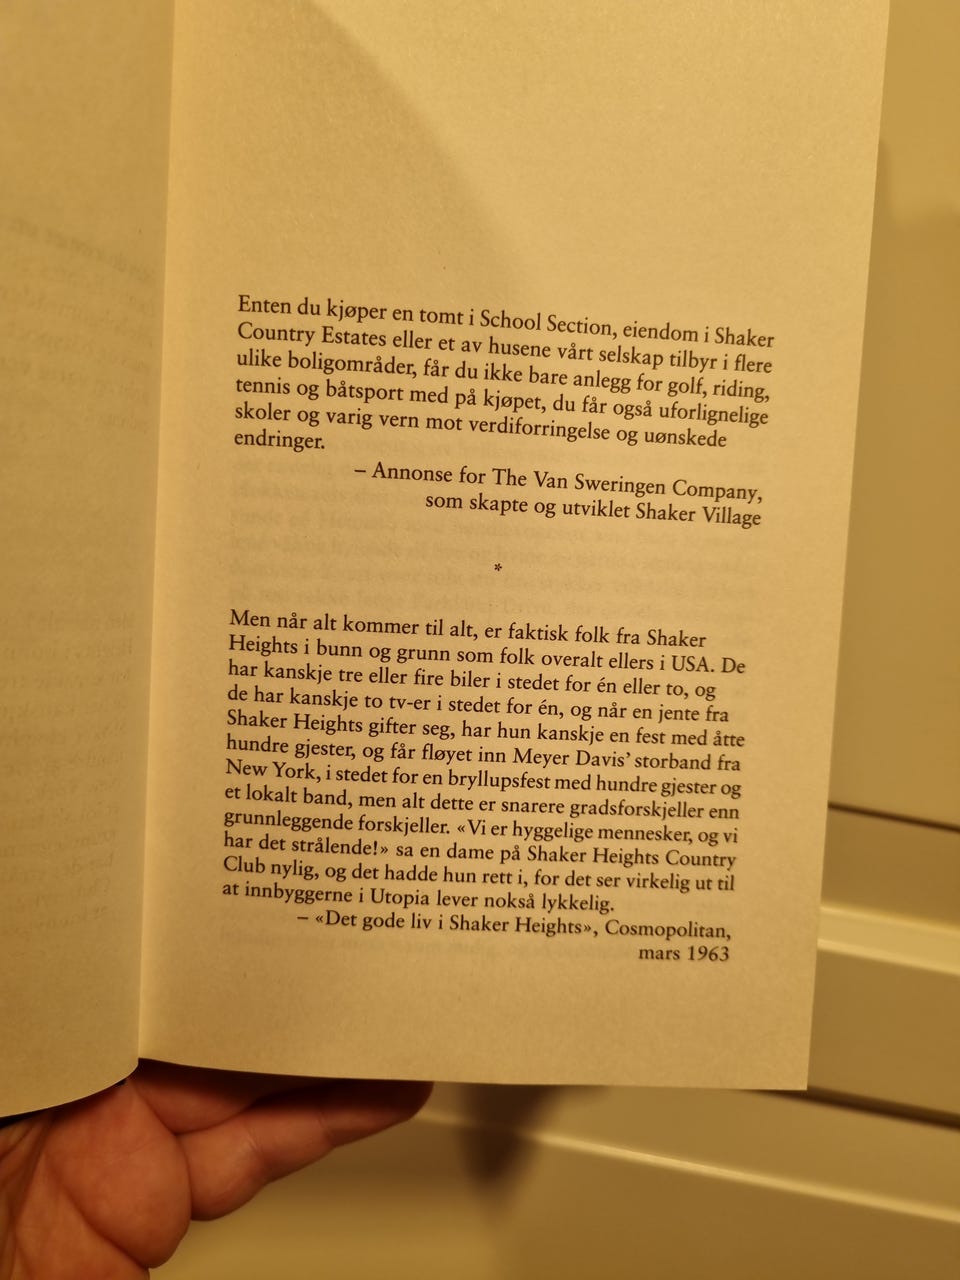 Enten du kjøper en tomt i School Section, eiendom i Shaker
Country Estates eller et av husene vårt selskap tilbyr i flere
ulike boligområder, får du ikke bare anlegg for golf, riding,
tennis og båtsport med på kjøpet, du får også uforlignelige
skoler og varig vern mot verdiforringelse og uønskede
endringer.
– Annonse for The Van Sweringen Company,
som skapte og utviklet Shaker Village
*
Men når alt kommer til alt, er faktisk folk fra Shaker
Heights i bunn og grunn som folk overalt ellers i USA. De
har kanskje tre eller fire biler i stedet for én eller to, og
de har kanskje to tv-er i stedet for én, og når en jente fra
Shaker Heights gifter seg, har hun kanskje en fest med åtte
hundre gjester, og får fløyet inn Meyer Davis’ storband fra
New York, i stedet for en bryllupsfest med hundre gjester og
et lokalt band, men alt dette er snarere gradsforskjeller enn
grunnleggende forskjeller. «Vi er hyggelige mennesker, og vi
har det strålende!» sa en dame på Shaker Heights Country
Club nylig, og det hadde hun rett i, for det ser virkelig ut til
at innbyggerne i Utopia lever nokså lykkelig.
– «Det gode liv i Shaker Heights», Cosmopolitan,
mars 1963